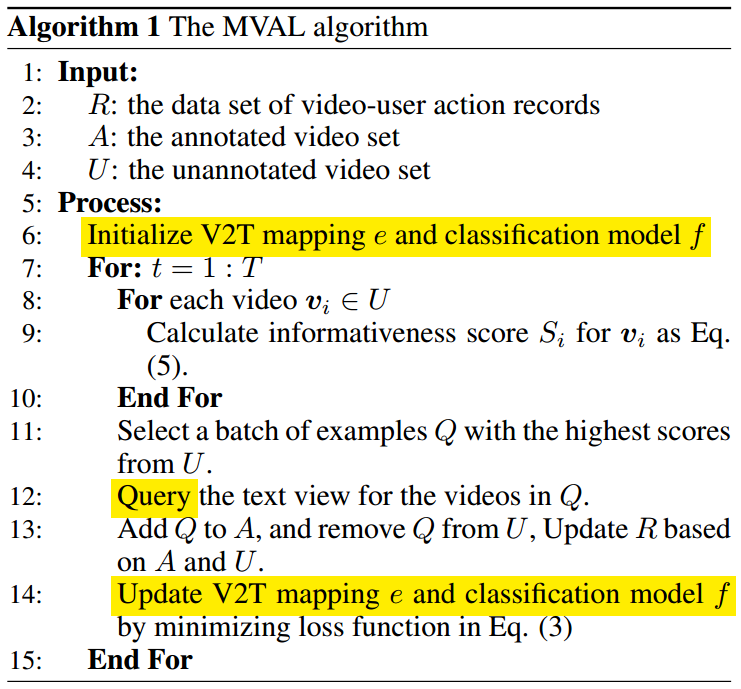 Algorithm 1 The MVAL algorithm
1: Input:
2: R: the data set of video-user action records
3: A: the annotated video set
4: U: the unannotated video set
5: Process:
6: Initialize V2T mapping e and classification model f
7: For: t = 1 : T
8: For each video v_i ∈ U
9: Calculate informativeness score S_i for v_i as Eq.
(5).
10: End For
11: Select a batch of examples Q with the highest scores
from U.
12: Query the text view for the videos in Q.
13: Add Q to A, and remove Q from U, Update R based
on A and U.
14: Update V2T mapping e and classification model f
by minimizing loss function in Eq. (3)
15: End For